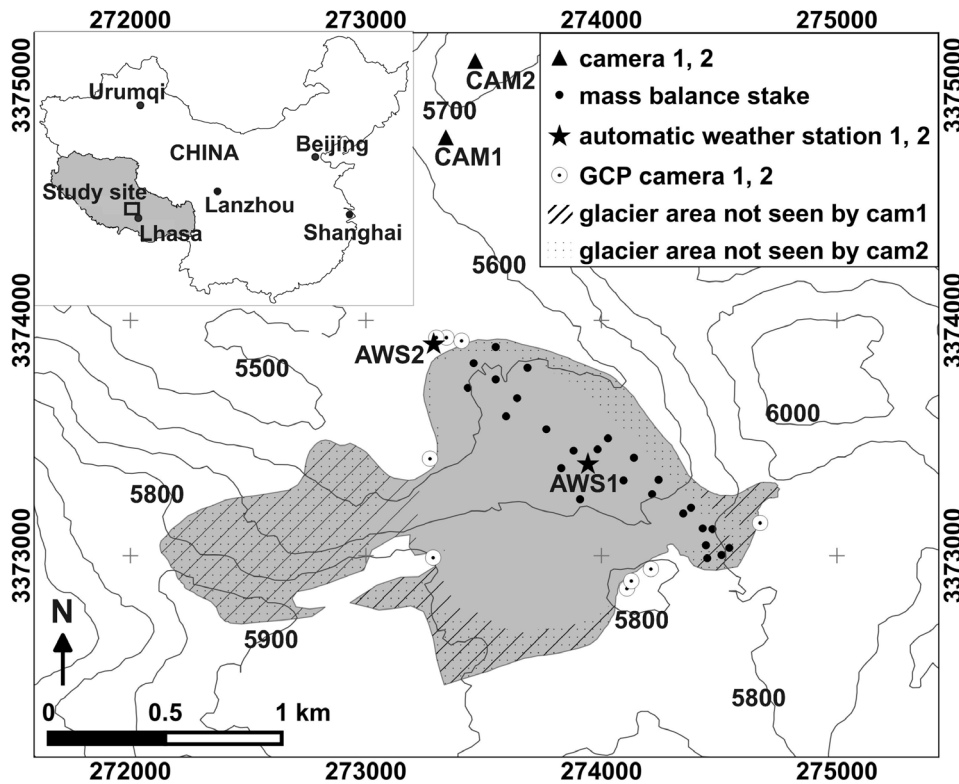 272000
273000
274000
275000
3375000
3375000
Urumqi
CHINA
Beijing
Study site
Lanzhou
Lhasa
Shanghai
CAM2
5700
CAM1
camera 1, 2
mass balance stake
automatic weather station 1, 2
GCP camera 1, 2
glacier area not seen by cam1
glacier area not seen by cam2
5600
3374000
3374000
AWS2
5500
6000
AWS1
5800
3373000
3373000
N
5900
5800
5800
0
0.5
1 km
272000
273000
274000
275000